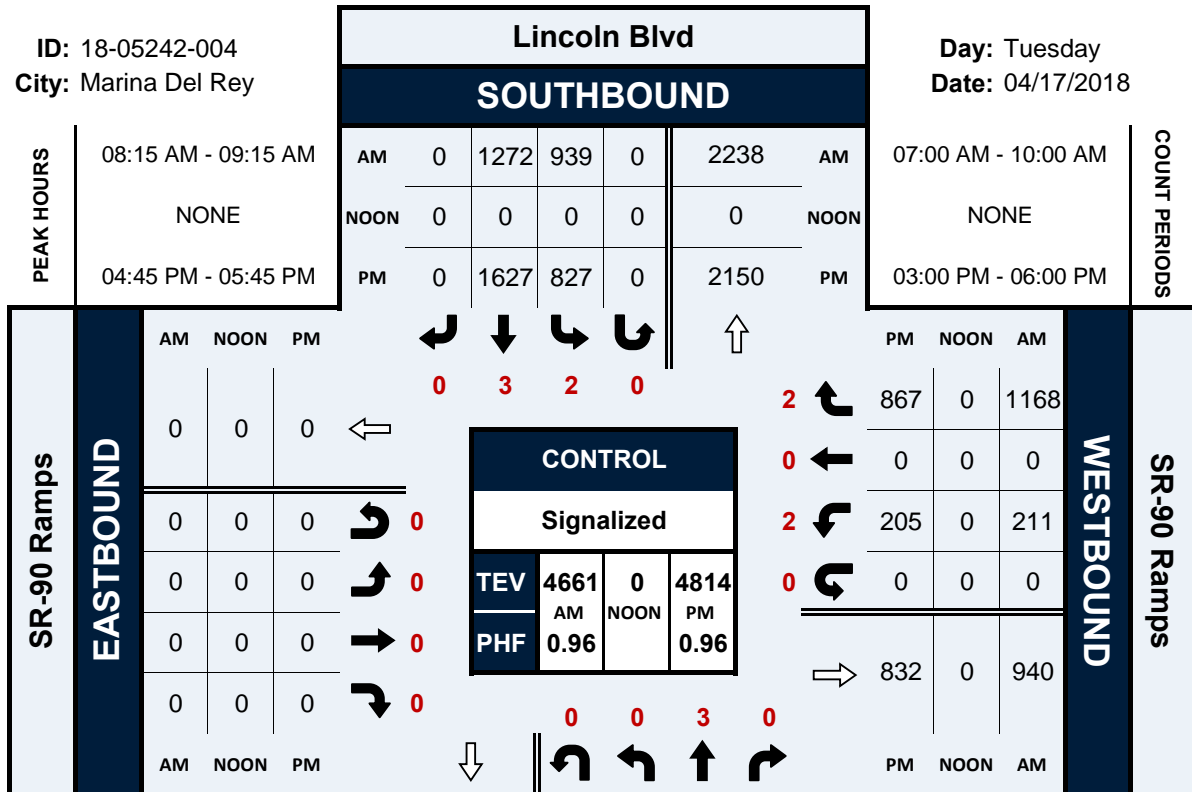 Lincoln Blvd
ID: 18-05242-004
Day: Tuesday
City: Marina Del Rey
Date: 04/17/2018
SOUTHBOUND
PEAK HOURS
08:15 AM - 09:15 AM
NONE
04:45 PM - 05:45 PM
AM 0 1272 939 0 2238 AM
NOON 0 0 0 0 0 NOON
PM 0 1627 827 0 2150 PM
07:00 AM - 10:00 AM
NONE
03:00 PM - 06:00 PM
COUNT PERIODS
0 3 2 0
SR-90 Ramps
EASTBOUND
AM NOON PM
0 0 0
0 0 0 0
0 0 0 0
0 0 0 0
0 0 0 0
AM NOON PM
CONTROL
Signalized
TEV 4661 0 4814
AM NOON PM
PHF 0.96 0.96
PM NOON AM
2 867 0 1168
0 0 0 0
2 205 0 211
0 0 0 0
832 0 940
PM NOON AM
WESTBOUND
SR-90 Ramps
0 0 3 0